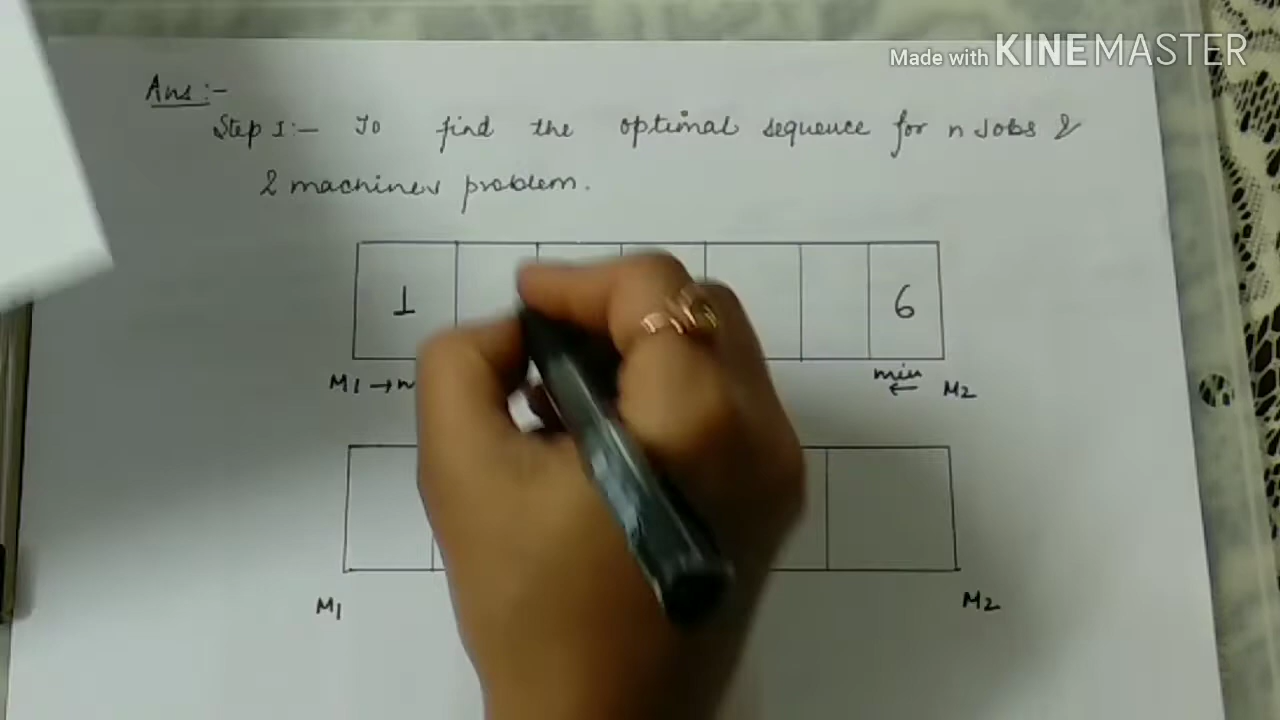 Made with KINEMASTER
Ans:-
Step I:- To find the optimal sequence for n Jobs &
2 machines problem.
1 6
M1 → min ← M2
M1 M2